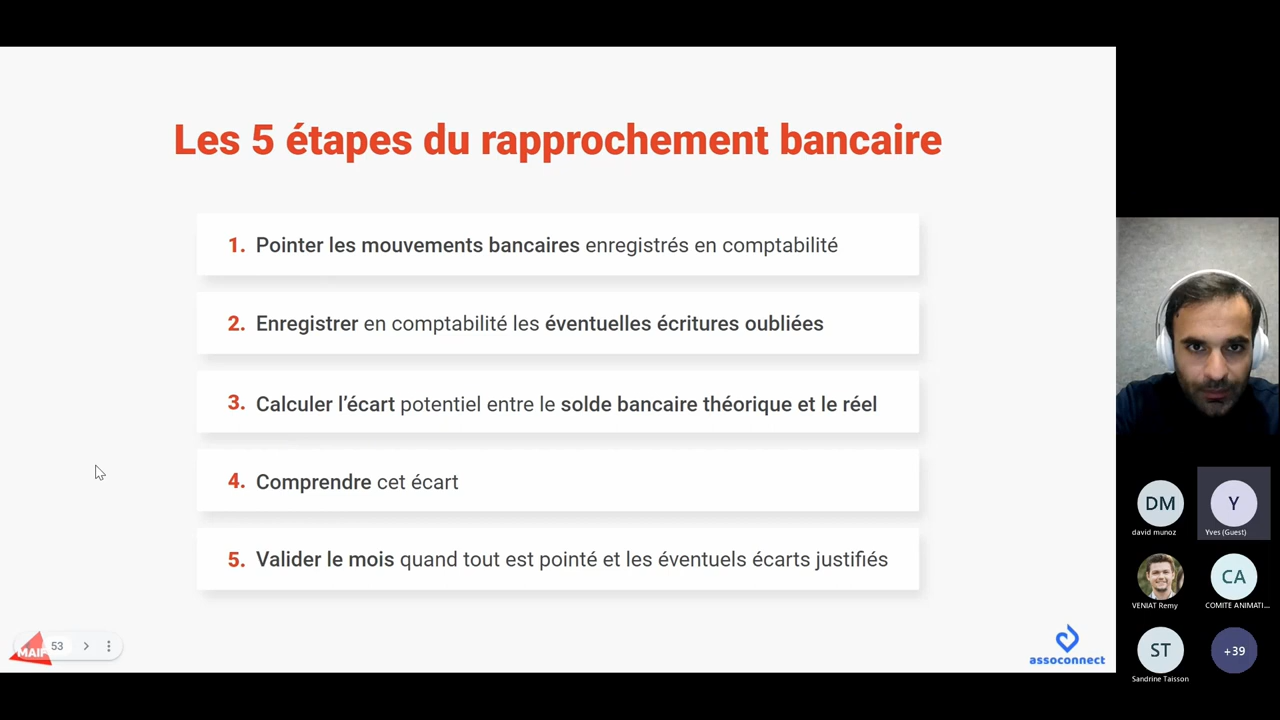 Les 5 étapes du rapprochement bancaire
1. Pointer les mouvements bancaires enregistrés en comptabilité
2. Enregistrer en comptabilité les éventuelles écritures oubliées
3. Calculer l’écart potentiel entre le solde bancaire théorique et le réel
4. Comprendre cet écart
5. Valider le mois quand tout est pointé et les éventuels écarts justifiés
MAIF
53
assoconnect
DM
david munoz
Y
Yves (Guest)
VENIAT Remy
CA
COMITE ANIMATI...
ST
Sandrine Taisson
+39